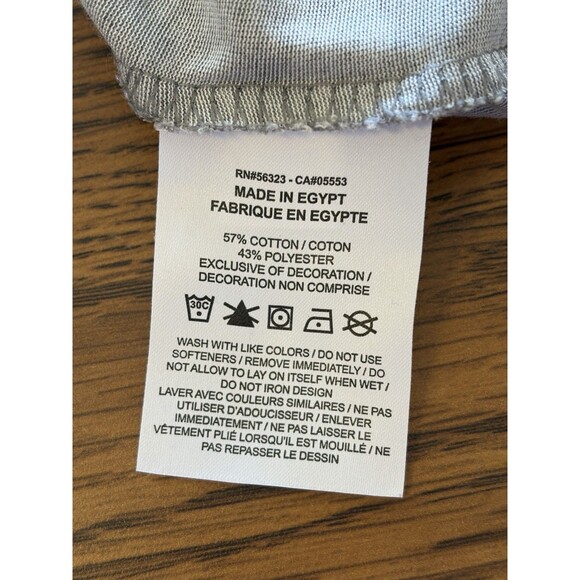 RN#56323 - CA#05553
MADE IN EGYPT
FABRIQUE EN EGYPTE
57% COTTON / COTON
43% POLYESTER
EXCLUSIVE OF DECORATION /
DECORATION NON COMPRISE
30C
WASH WITH LIKE COLORS / DO NOT USE
SOFTENERS / REMOVE IMMEDIATELY / DO
NOT ALLOW TO LAY ON ITSELF WHEN WET /
DO NOT IRON DESIGN
LAVER AVEC COULEURS SIMILAIRES / NE PAS
UTILISER D'ADOUCISSEUR / ENLEVER
IMMEDIATEMENT / NE PAS LAISSER LE
VÊTEMENT PLIÉ LORSQU'IL EST MOUILLÉ / NE
PAS REPASSER LE DESSIN